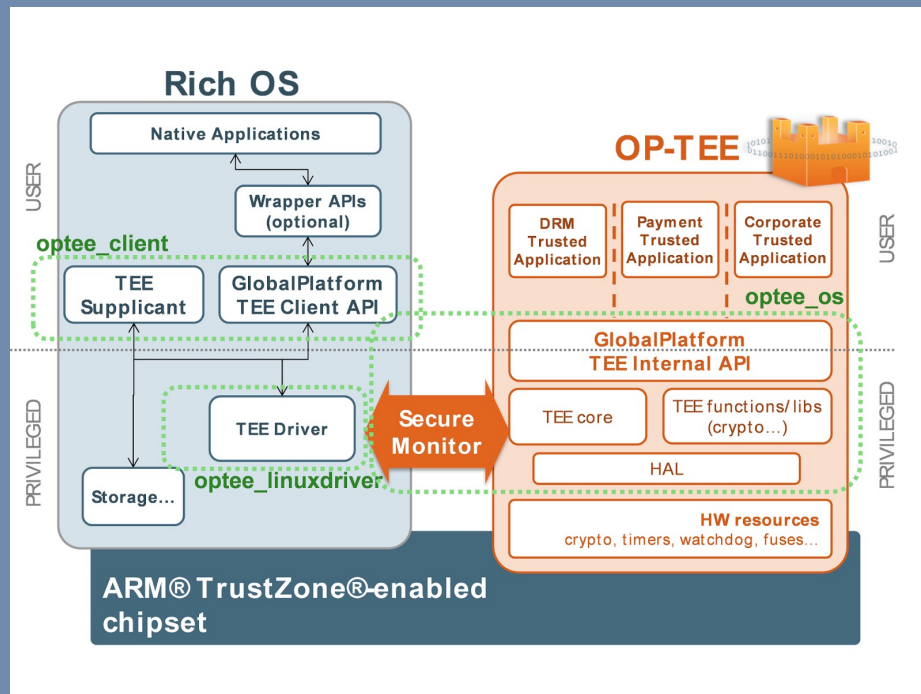 Rich OS
Native Applications
Wrapper APIs
(optional)
optee_client
TEE
Supplicant
GlobalPlatform
TEE Client API
TEE Driver
optee_linuxdriver
Storage...
USER
PRIVILEGED
Secure
Monitor
OP-TEE
DRM
Trusted
Application
Payment
Trusted
Application
Corporate
Trusted
Application
optee_os
GlobalPlatform
TEE Internal API
TEE core
TEE functions/libs
(crypto...)
HAL
HW resources
crypto, timers, watchdog, fuses...
USER
PRIVILEGED
ARM® TrustZone®-enabled
chipset